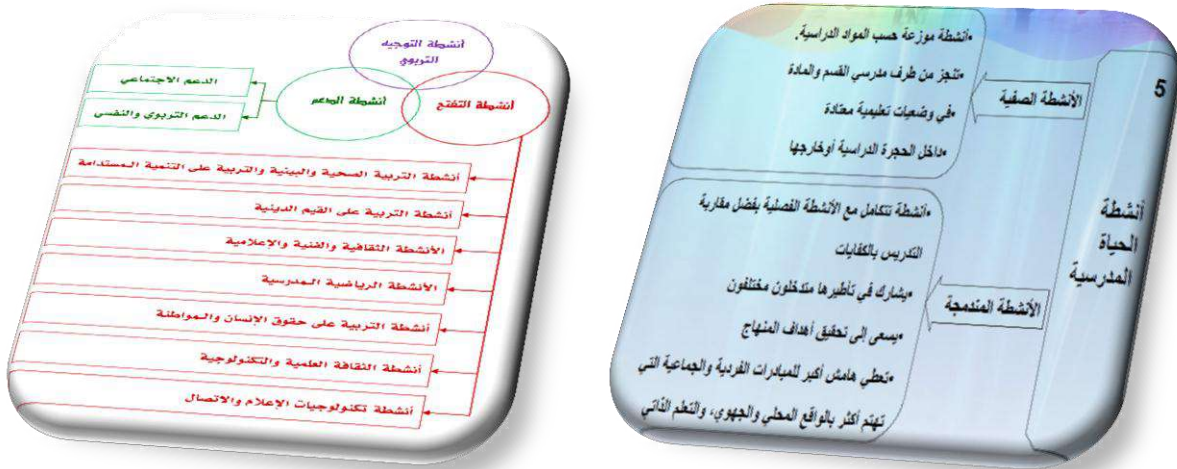 5
أنشطة
الحياة
المدرسية
الأنشطة الصفية
•أنشطة موزعة حسب المواد الدراسية.
•تنجز من طرف مدرسي القسم والمادة
•في وضعيات تعليمية معتادة
•داخل الحجرة الدراسية أوخارجها
الأنشطة المندمجة
•أنشطة تتكامل مع الأنشطة الفصلية بفضل مقاربة
التدريس بالكفايات
•يشارك في تأطيرها متدخلون مختلفون
•يسعى إلى تحقيق أهداف المنهاج
•تعطي هامش أكبر للمبادرات الفردية والجماعية التي
تهتم أكثر بالواقع المحلي والجهوي، والتعلم الذاتي
أنشطة التوجيه
التربوي
أنشطة التفتح
أنشطة الدعم
الدعم الاجتماعي
الدعم التربوي والنفسي
أنشطة التربية الصحية والبيئية والتربية على التنمية المستدامة
أنشطة التربية على القيم الدينية
الأنشطة الثقافية والفنية والإعلامية
الأنشطة الرياضية المدرسية
أنشطة التربية على حقوق الإنسان والمواطنة
أنشطة الثقافة العلمية والتكنولوجية
أنشطة تكنولوجيات الإعلام والاتصال